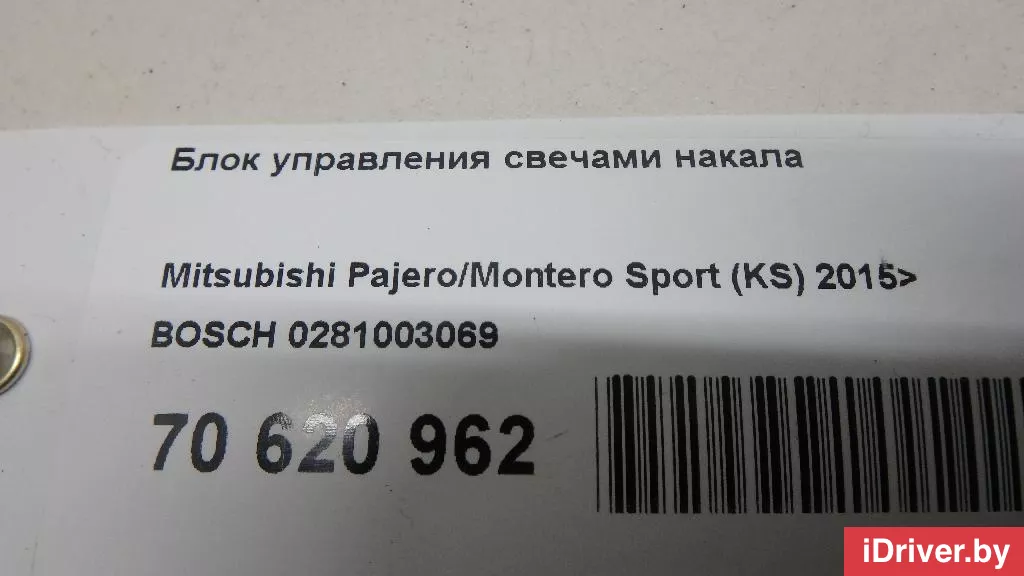 Блок управления свечами накала
Mitsubishi Pajero/Montero Sport (KS) 2015>
BOSCH 0281003069
70 620 962
iDriver.by